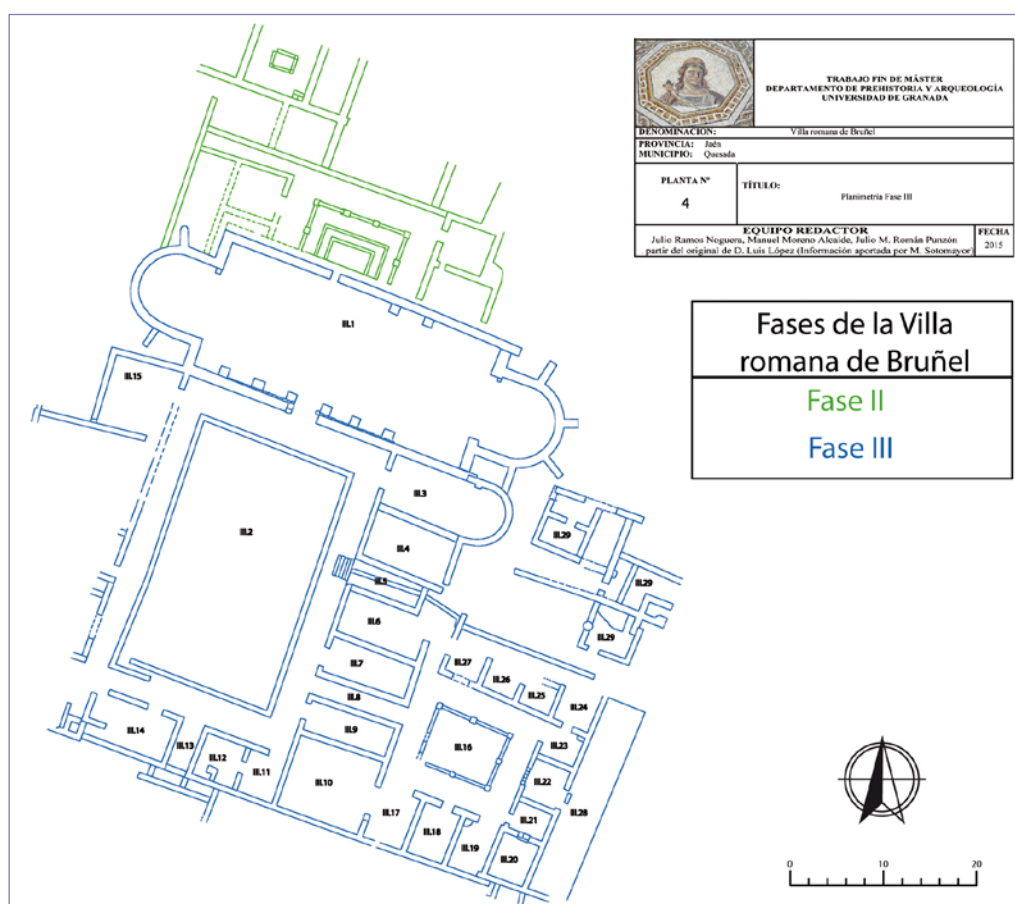 TRABAJO FIN DE MÁSTER
DEPARTAMENTO DE PREHISTORIA Y ARQUEOLOGÍA
UNIVERSIDAD DE GRANADA
DENOMINACIÓN: Villa romana de Bruñel
PROVINCIA: Jaén
MUNICIPIO: Quesada
PLANTA Nº
4
TÍTULO:
Planimetría Fase III
EQUIPO REDACTOR
Julio Ramos Noguera, Manuel Moreno Alcaide, Julio M. Román Punzón
partir del original de D. Luis López (Información aportada por M. Sotomayor)
FECHA
2015
Fases de la Villa
romana de Bruñel
Fase II
Fase III
III.1
III.15
III.3
III.2
III.29
III.4
III.5
III.29
III.6
III.29
III.7
III.27
III.26
III.25
III.8
III.24
III.9
III.16
III.23
III.14
III.13
III.12
III.11
III.10
III.22
III.28
III.17
III.21
III.18
III.19
III.20
0 10 20